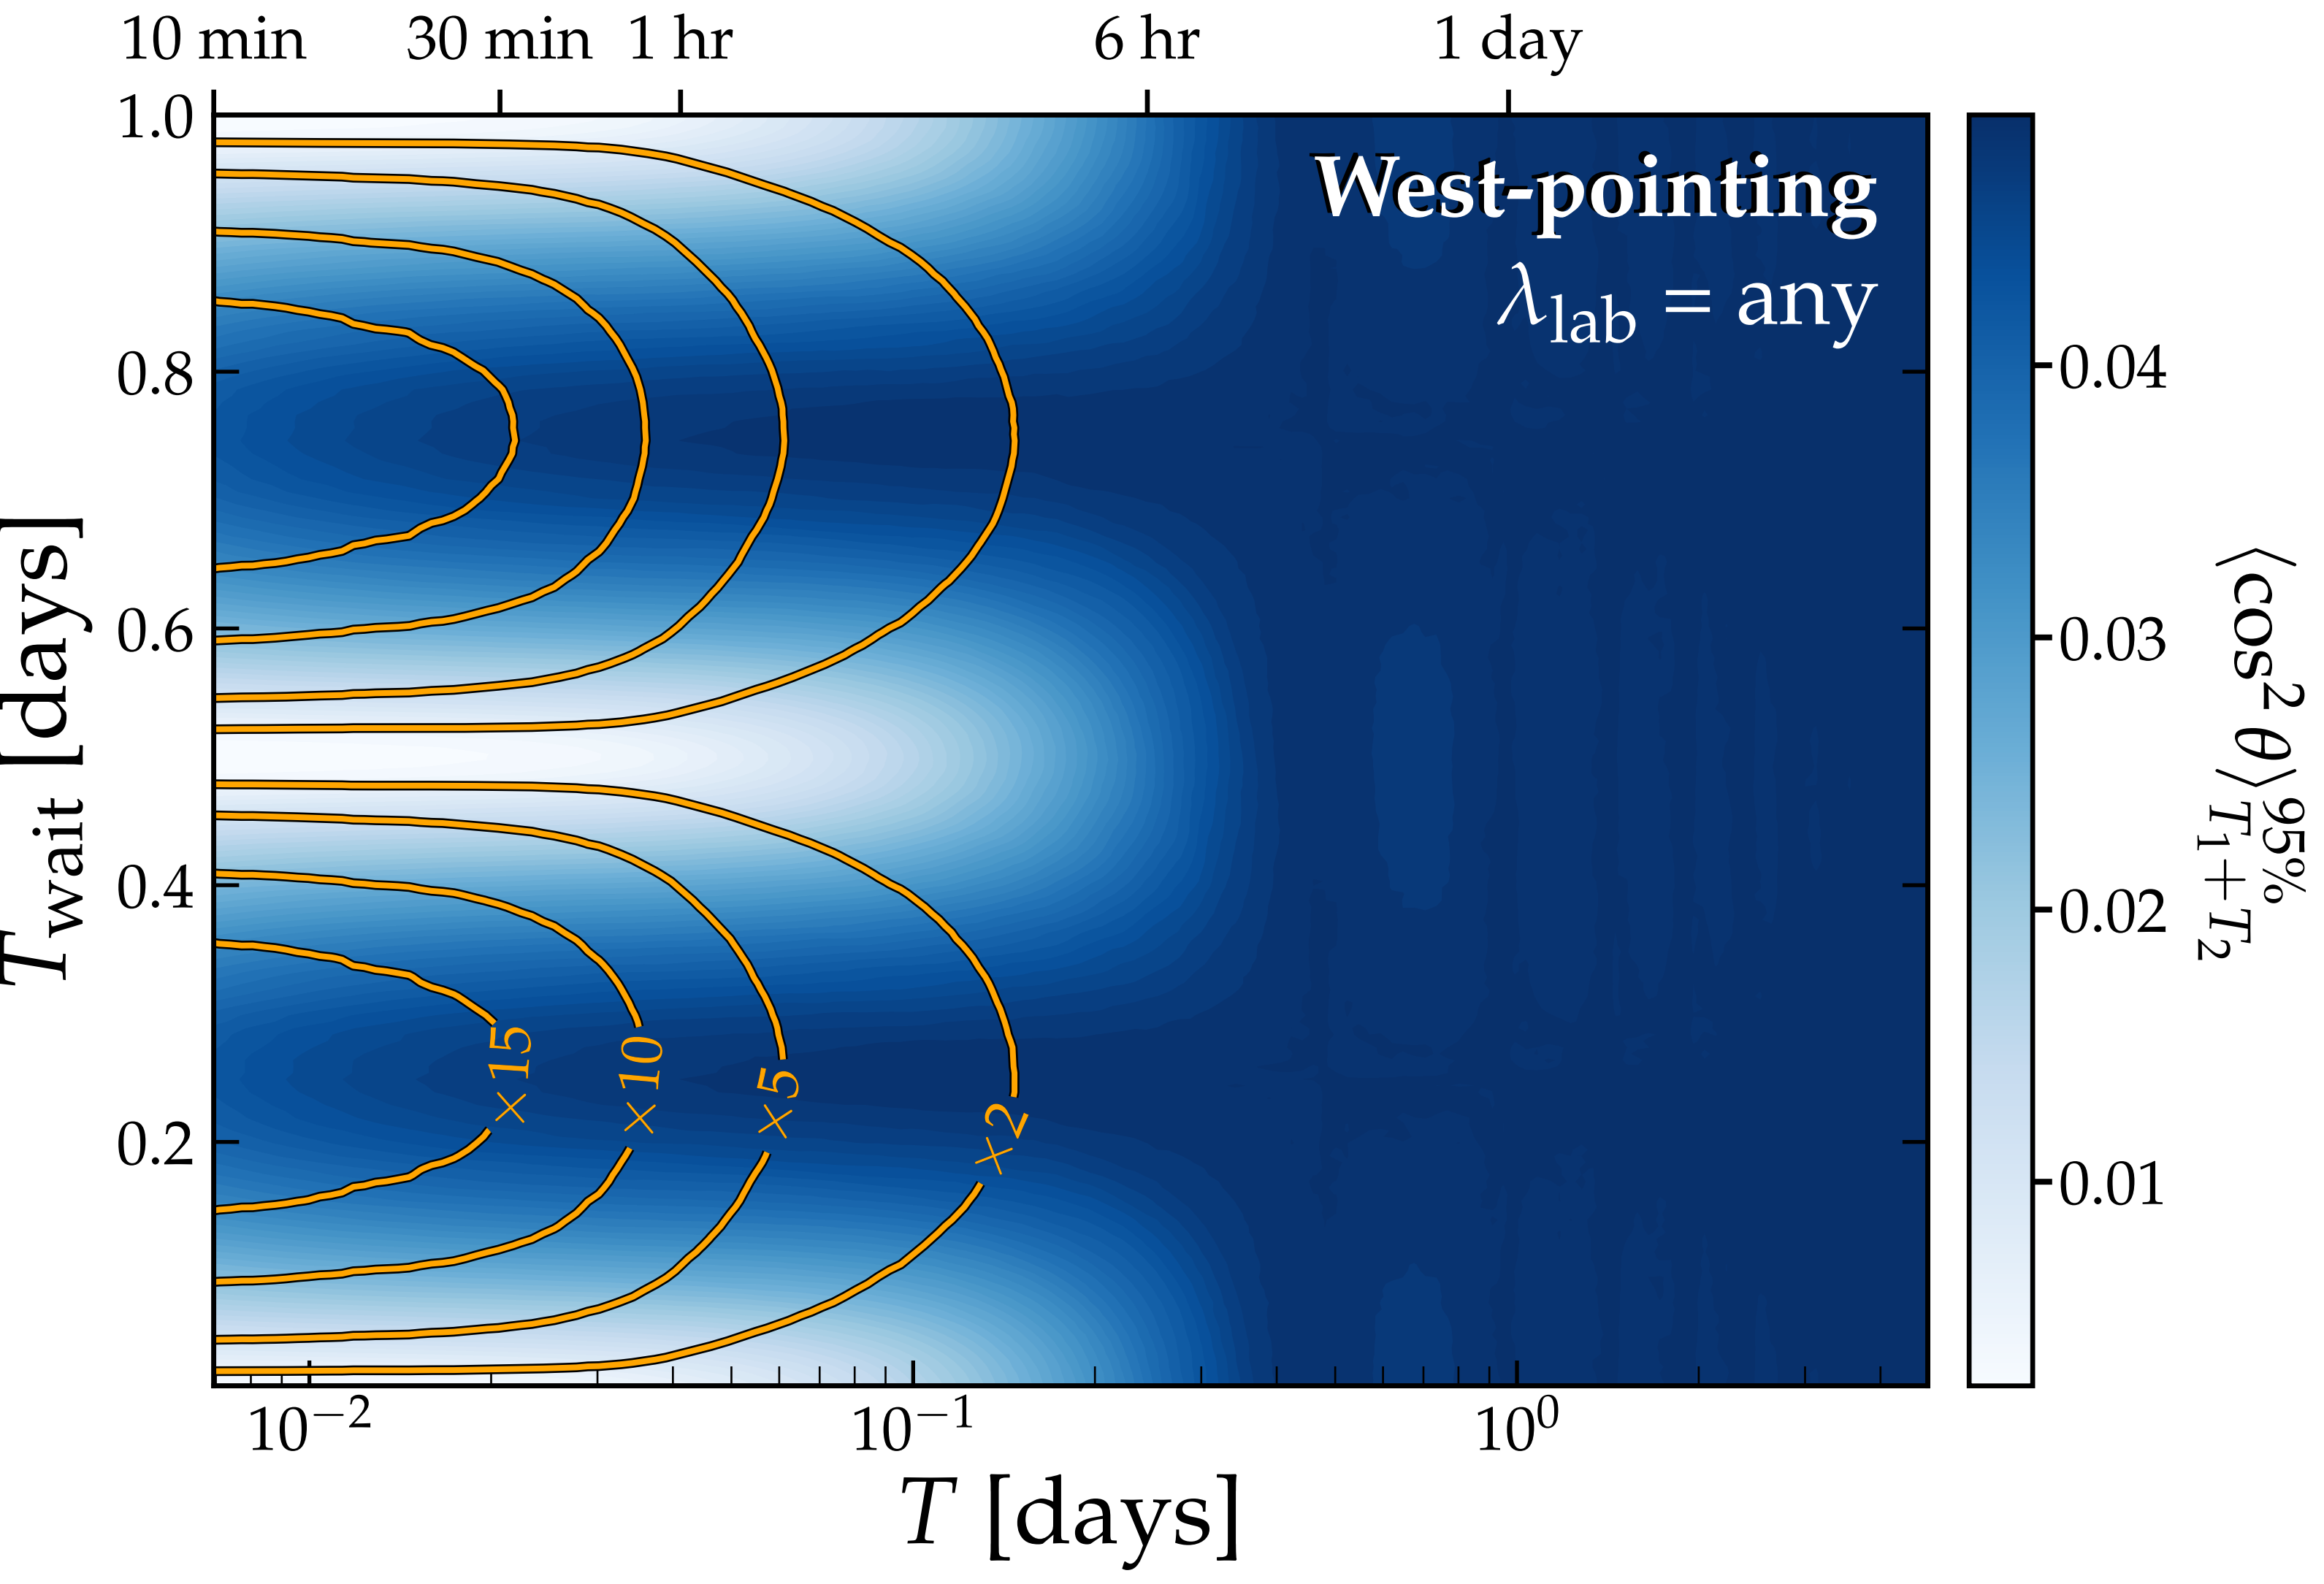 10 min 30 min 1 hr 6 hr 1 day
West-pointing
λ_lab = any
1.0
0.8
0.6
0.4
0.2
T_wait [days]
×15 ×10 ×5 ×2
10⁻² 10⁻¹ 10⁰
T [days]
0.04
0.03
0.02
0.01
⟨cos² θ⟩^{95%}_{T₁+T₂}